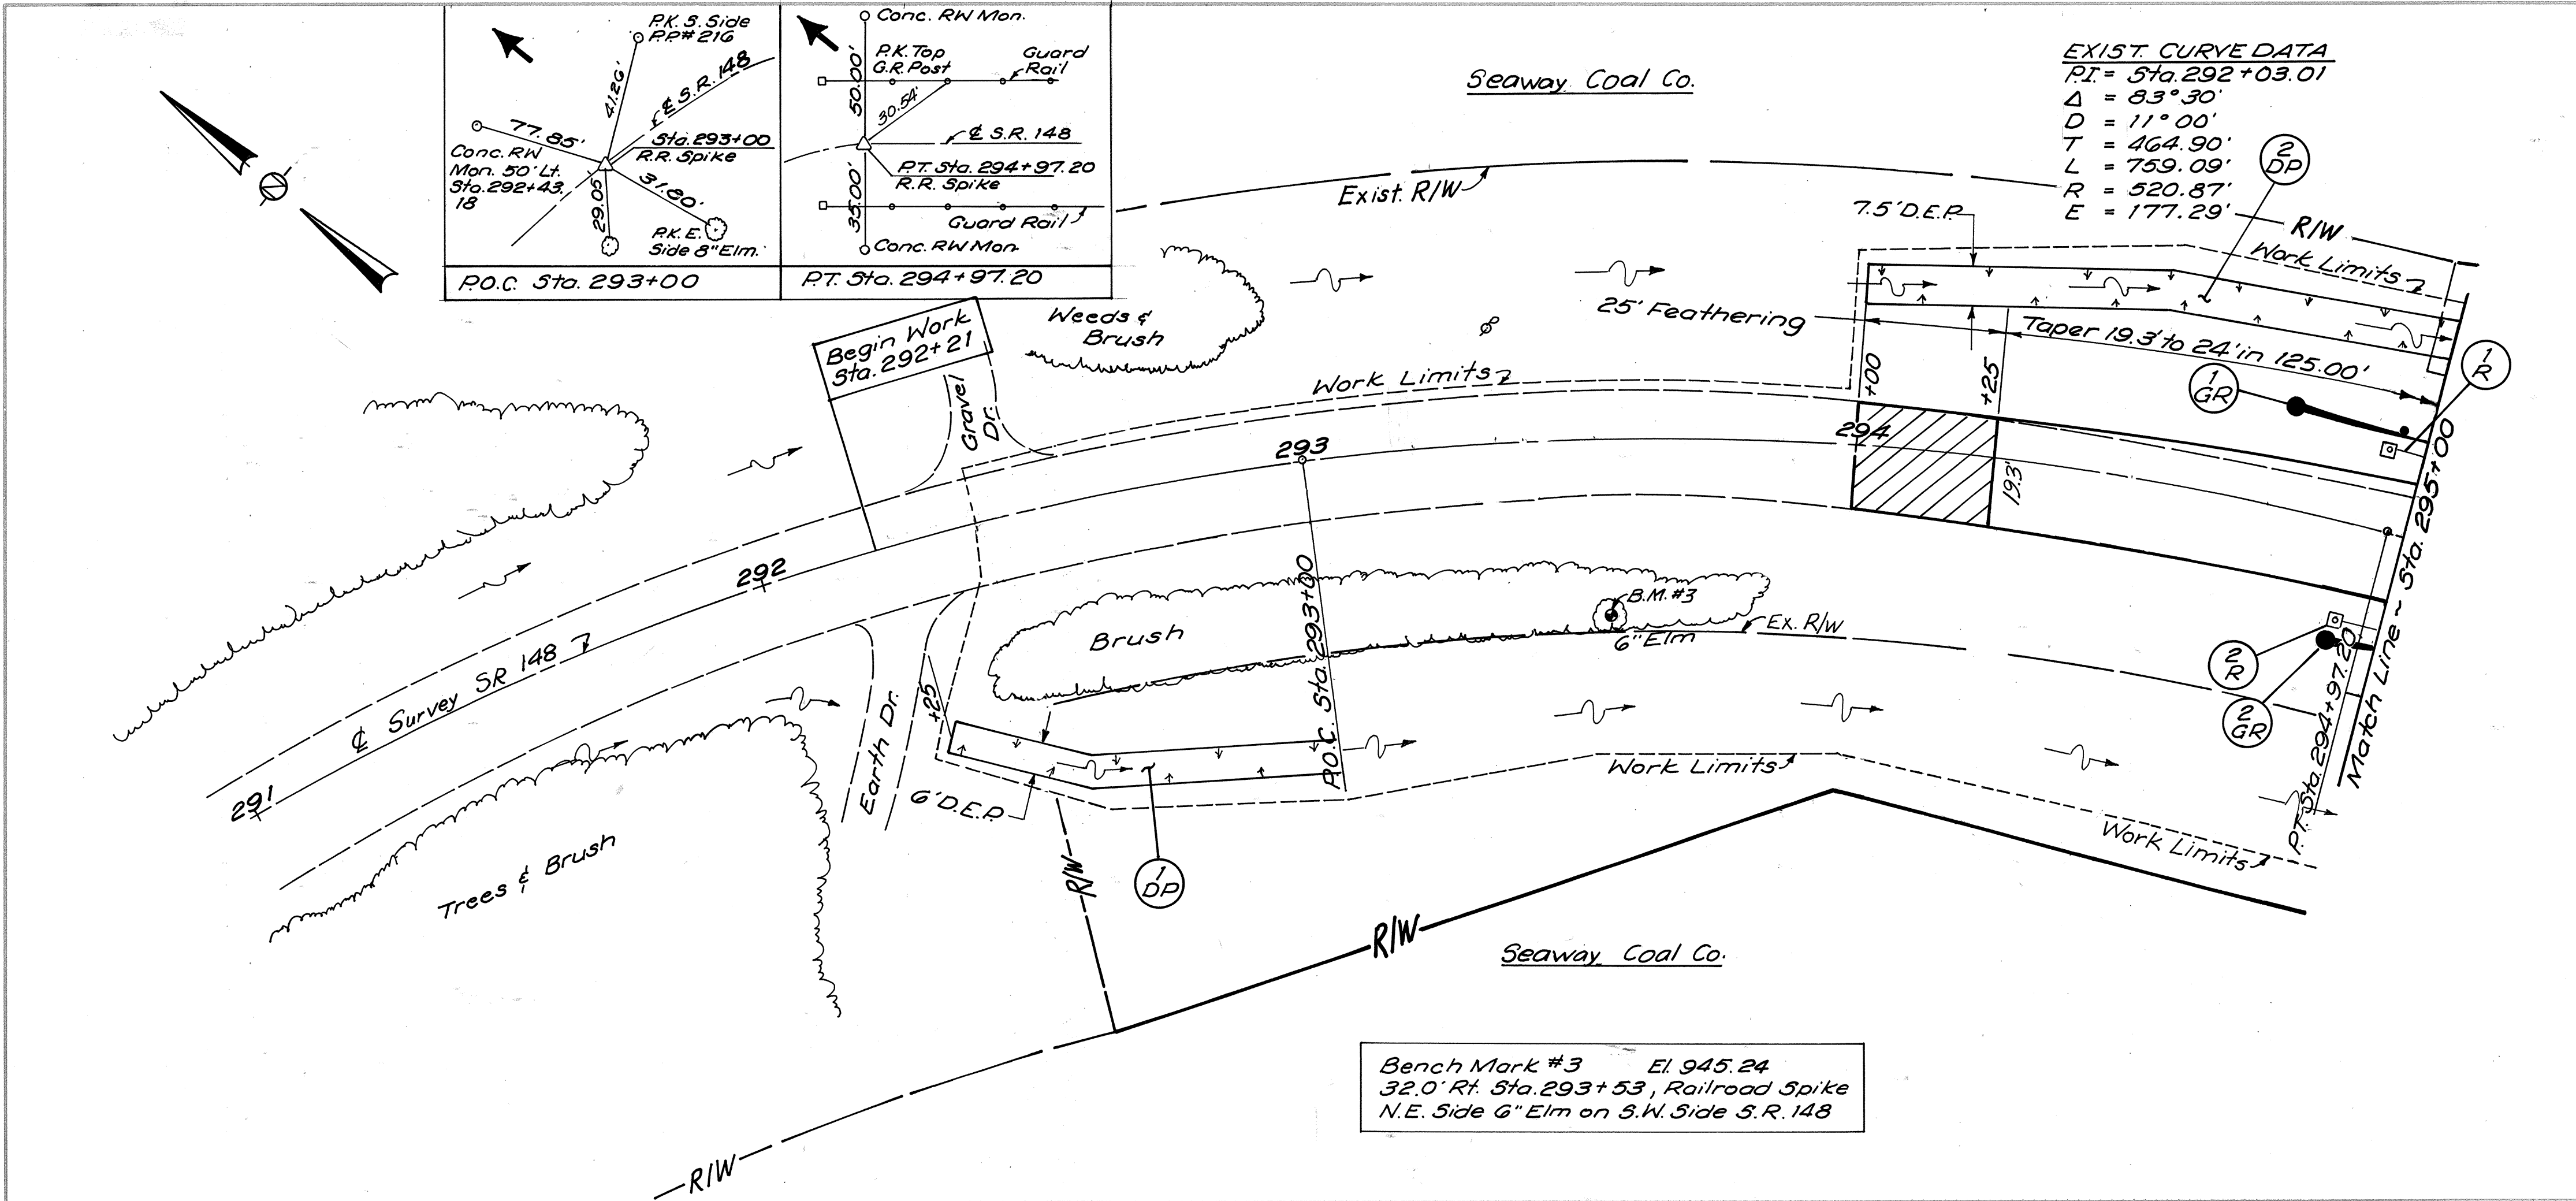 P.K. S. Side
P.P.# 216
41.26'
℄ S.R. 148
77.85'
Conc. RW
Mon. 50' Lt.
Sta. 292+43.
18
Sta. 293+00
R.R. Spike
31.80'
29.05'
P.K. E.
Side 8" Elm.
P.O.C. Sta. 293+00
Conc. RW Mon.
P.K. Top
G.R. Post
Guard
Rail
50.00'
30.54'
℄ S.R. 148
P.T. Sta. 294+97.20
R.R. Spike
35.00'
Guard Rail
Conc. RW Mon.
P.T. Sta. 294+97.20
Seaway Coal Co.
EXIST. CURVE DATA
P.I. = Sta. 292+03.01
Δ = 83°30'
D = 11°00'
T = 464.90'
L = 759.09'
R = 520.87'
E = 177.29'
2
DP
Exist. R/W
7.5' D.E.P.
R/W
Work Limits
25' Feathering
Taper 19.3' to 24' in 125.00'
Weeds &
Brush
Begin Work
Sta. 292+21
Gravel
Dr.
Work Limits
+00
+25
1
GR
1
R
294
293
19.3'
292
291
℄ Survey SR 148
Match Line ~ Sta. 295+00
B.M. #3
6" Elm
Ex. R/W
Brush
P.O.C. Sta. 293+00
2
R
2
GR
P.T. Sta. 294+97.20
+25
Earth Dr.
6' D.E.P.
Work Limits
Work Limits
Trees & Brush
R/W
1
DP
R/W
Seaway Coal Co.
Bench Mark #3 El. 945.24
32.0' Rt. Sta. 293+53, Railroad Spike
N.E. Side 6" Elm on S.W. Side S.R. 148
R/W